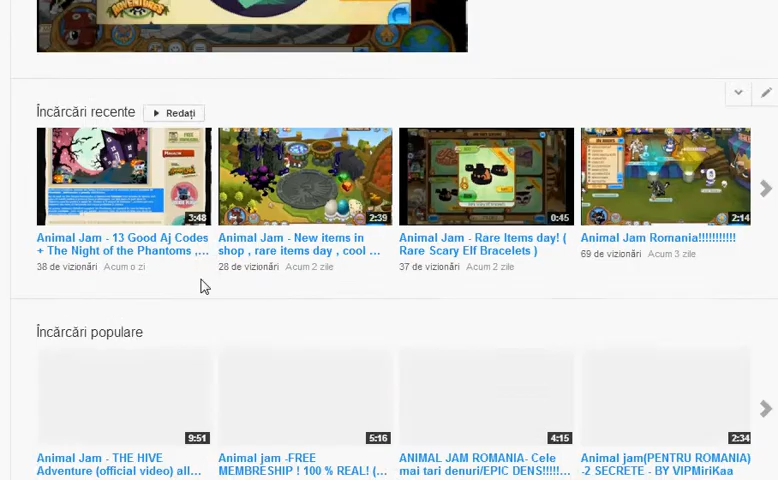 ADVENTURES
Încărcări recente
Redați
3:48
2:39
0:45
2:14
Animal Jam - 13 Good Aj Codes
+ The Night of the Phantoms ,...
38 de vizionări Acum o zi
Animal Jam - New items in
shop , rare items day , cool ...
28 de vizionări Acum 2 zile
Animal Jam - Rare Items day! (
Rare Scary Elf Bracelets )
37 de vizionări Acum 2 zile
Animal Jam Romania!!!!!!!!!!!
69 de vizionări Acum 3 zile
Încărcări populare
9:51
5:16
4:15
2:34
Animal Jam - THE HIVE
Adventure (official video) all...
Animal jam -FREE
MEMBRESHIP ! 100 % REAL! (...
ANIMAL JAM ROMANIA- Cele
mai tari denuri/EPIC DENS!!!!!...
Animal jam(PENTRU ROMANIA)
-2 SECRETE - BY VIPMiriKaa